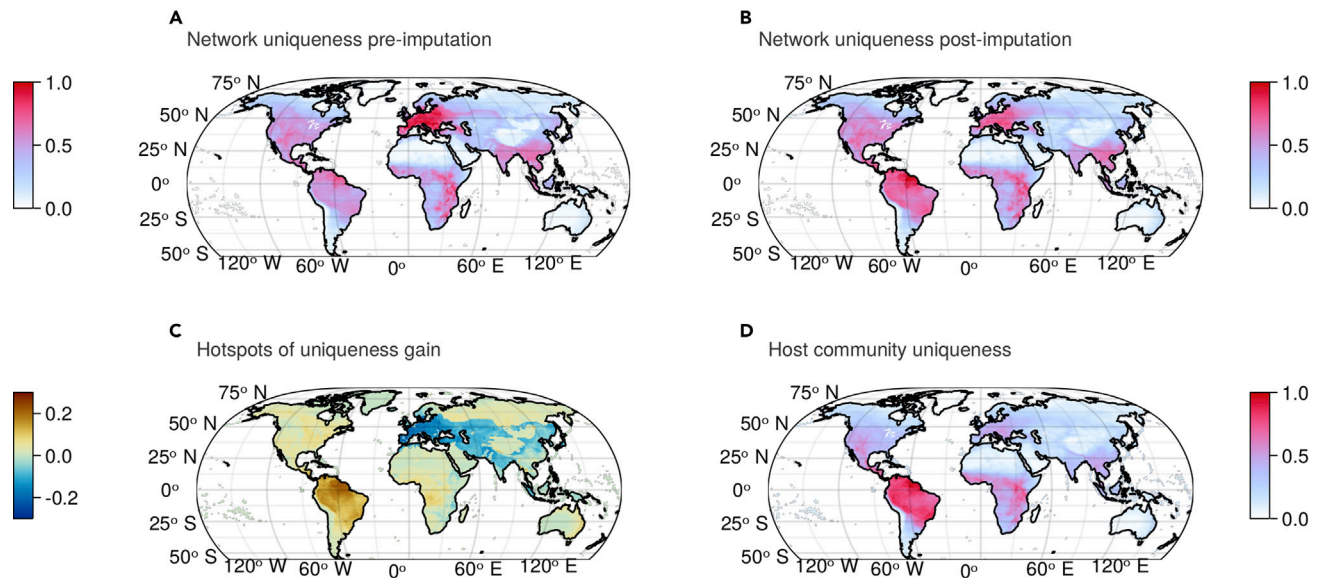 A
Network uniqueness pre-imputation
1.0
0.5
0.0
75° N
50° N
25° N
0°
25° S
50° S
120° W 60° W 0° 60° E 120° E
B
Network uniqueness post-imputation
75° N
50° N
25° N
0°
25° S
50° S
120° W 60° W 0° 60° E 120° E
1.0
0.5
0.0
C
Hotspots of uniqueness gain
0.2
0.0
-0.2
75° N
50° N
25° N
0°
25° S
50° S
120° W 60° W 0° 60° E 120° E
D
Host community uniqueness
75° N
50° N
25° N
0°
25° S
50° S
120° W 60° W 0° 60° E 120° E
1.0
0.5
0.0